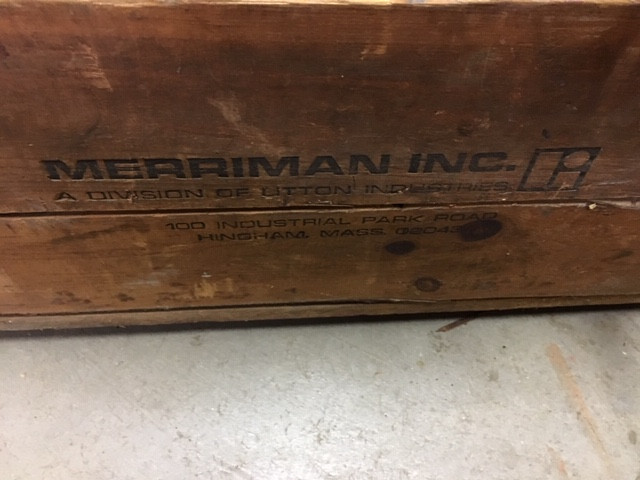 MERRIMAN INC.
A DIVISION OF LITTON INDUSTRIES
100 INDUSTRIAL PARK ROAD
HINGHAM, MASS.